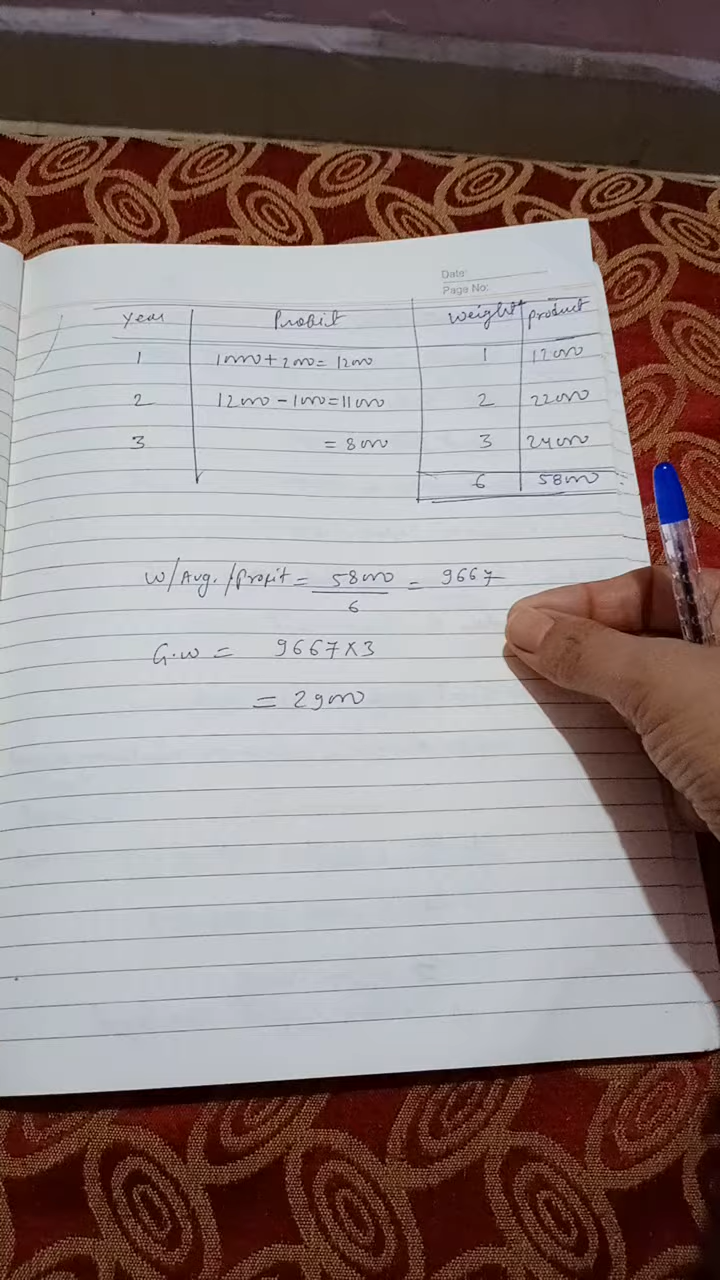 Date:
Page No:
Year Profit Weight Product
1 10000+2000=12000 1 12000
2 12000-1000=11000 2 22000
3 =8000 3 24000
6 58000
W/Avg./Profit = 58000/6 = 9667
G.W = 9667×3
= 29000